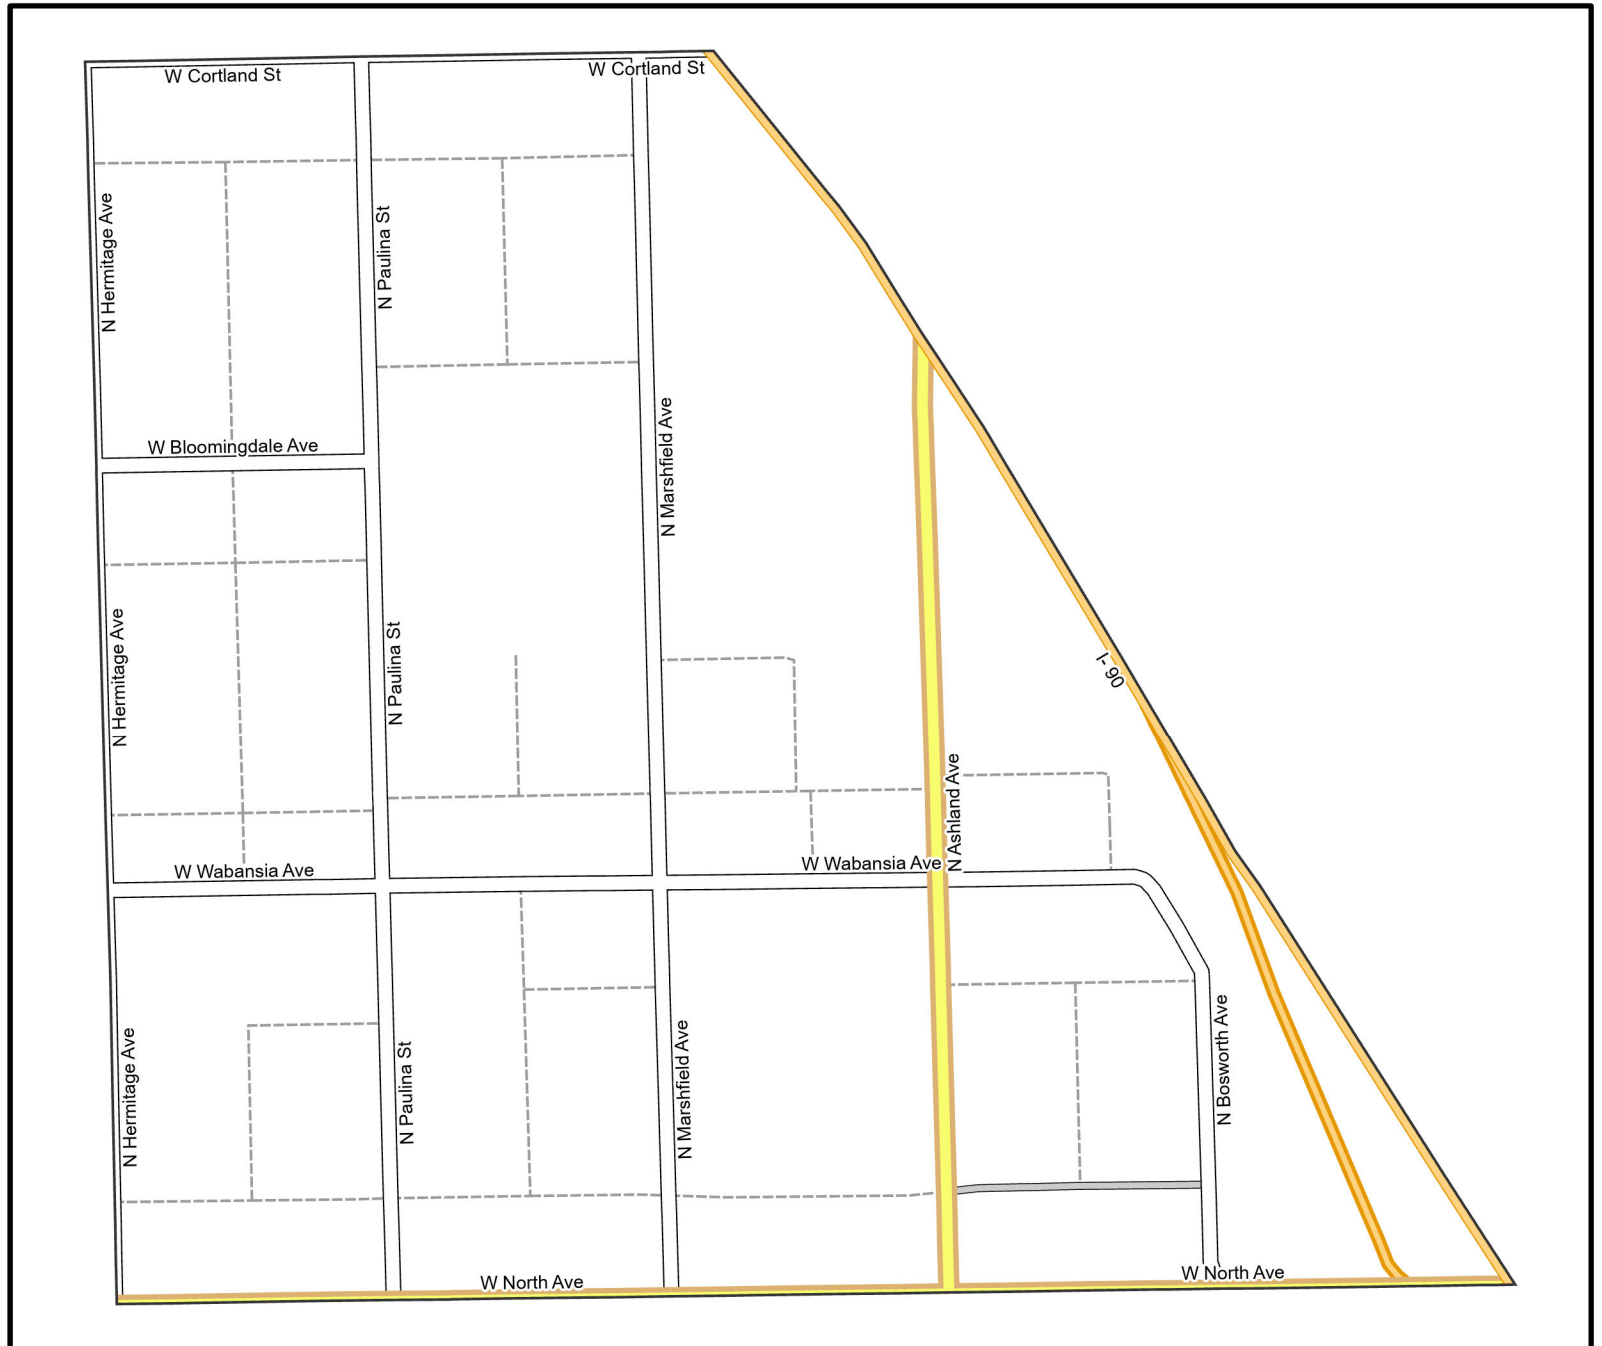 W Cortland St
W Cortland St
N Hermitage Ave
N Paulina St
N Marshfield Ave
W Bloomingdale Ave
N Hermitage Ave
N Paulina St
I-90
N Ashland Ave
W Wabansia Ave
W Wabansia Ave
N Hermitage Ave
N Paulina St
N Marshfield Ave
N Bosworth Ave
W North Ave
W North Ave